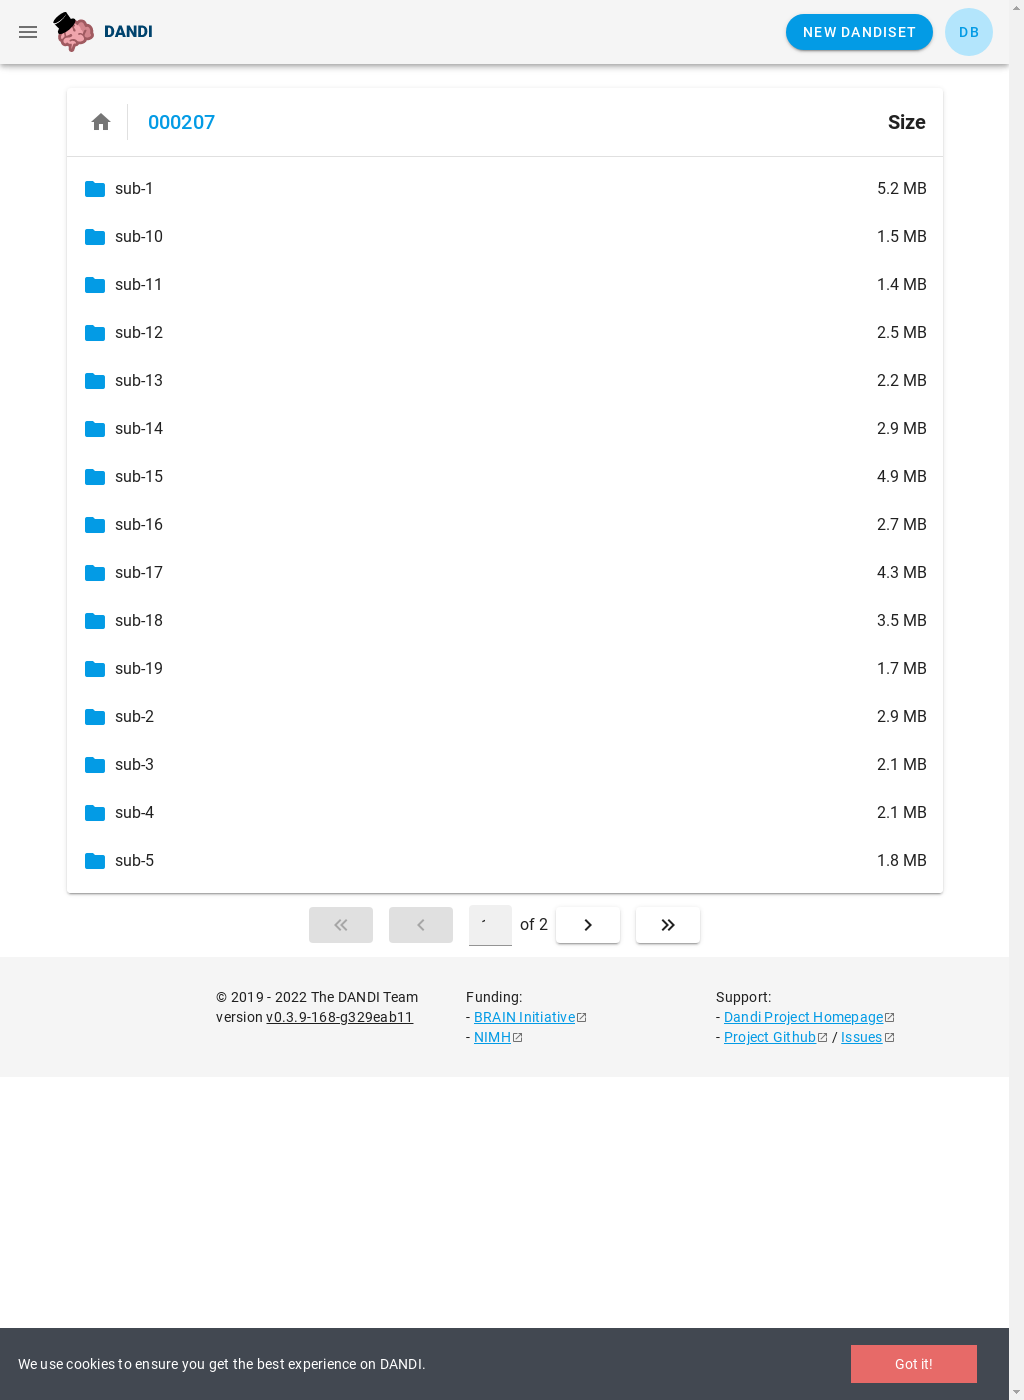 DANDI
NEW DANDISET
DB
000207
Size
sub-1 5.2 MB
sub-10 1.5 MB
sub-11 1.4 MB
sub-12 2.5 MB
sub-13 2.2 MB
sub-14 2.9 MB
sub-15 4.9 MB
sub-16 2.7 MB
sub-17 4.3 MB
sub-18 3.5 MB
sub-19 1.7 MB
sub-2 2.9 MB
sub-3 2.1 MB
sub-4 2.1 MB
sub-5 1.8 MB
of 2
© 2019 - 2022 The DANDI Team
version v0.3.9-168-g329eab11
Funding:
- BRAIN Initiative
- NIMH
Support:
- Dandi Project Homepage
- Project Github / Issues
We use cookies to ensure you get the best experience on DANDI.
Got it!